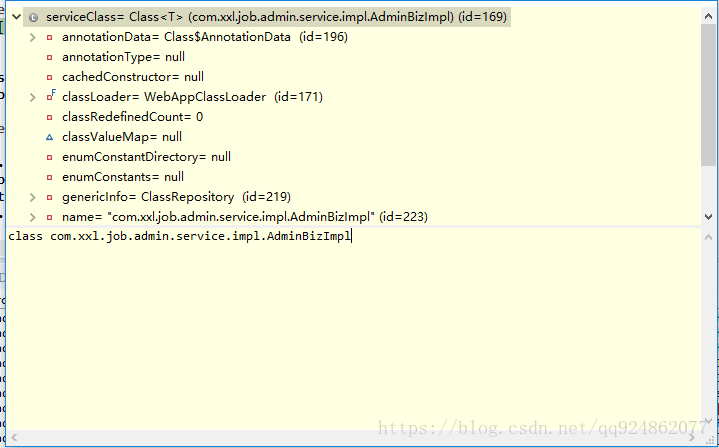 serviceClass= Class<T> (com.xxl.job.admin.service.impl.AdminBizImpl) (id=169)
annotationData= Class$AnnotationData (id=196)
annotationType= null
cachedConstructor= null
classLoader= WebAppClassLoader (id=171)
classRedefinedCount= 0
classValueMap= null
enumConstantDirectory= null
enumConstants= null
genericInfo= ClassRepository (id=219)
name= "com.xxl.job.admin.service.impl.AdminBizImpl" (id=223)
class com.xxl.job.admin.service.impl.AdminBizImpl
https://blog.csdn.net/qq924862077